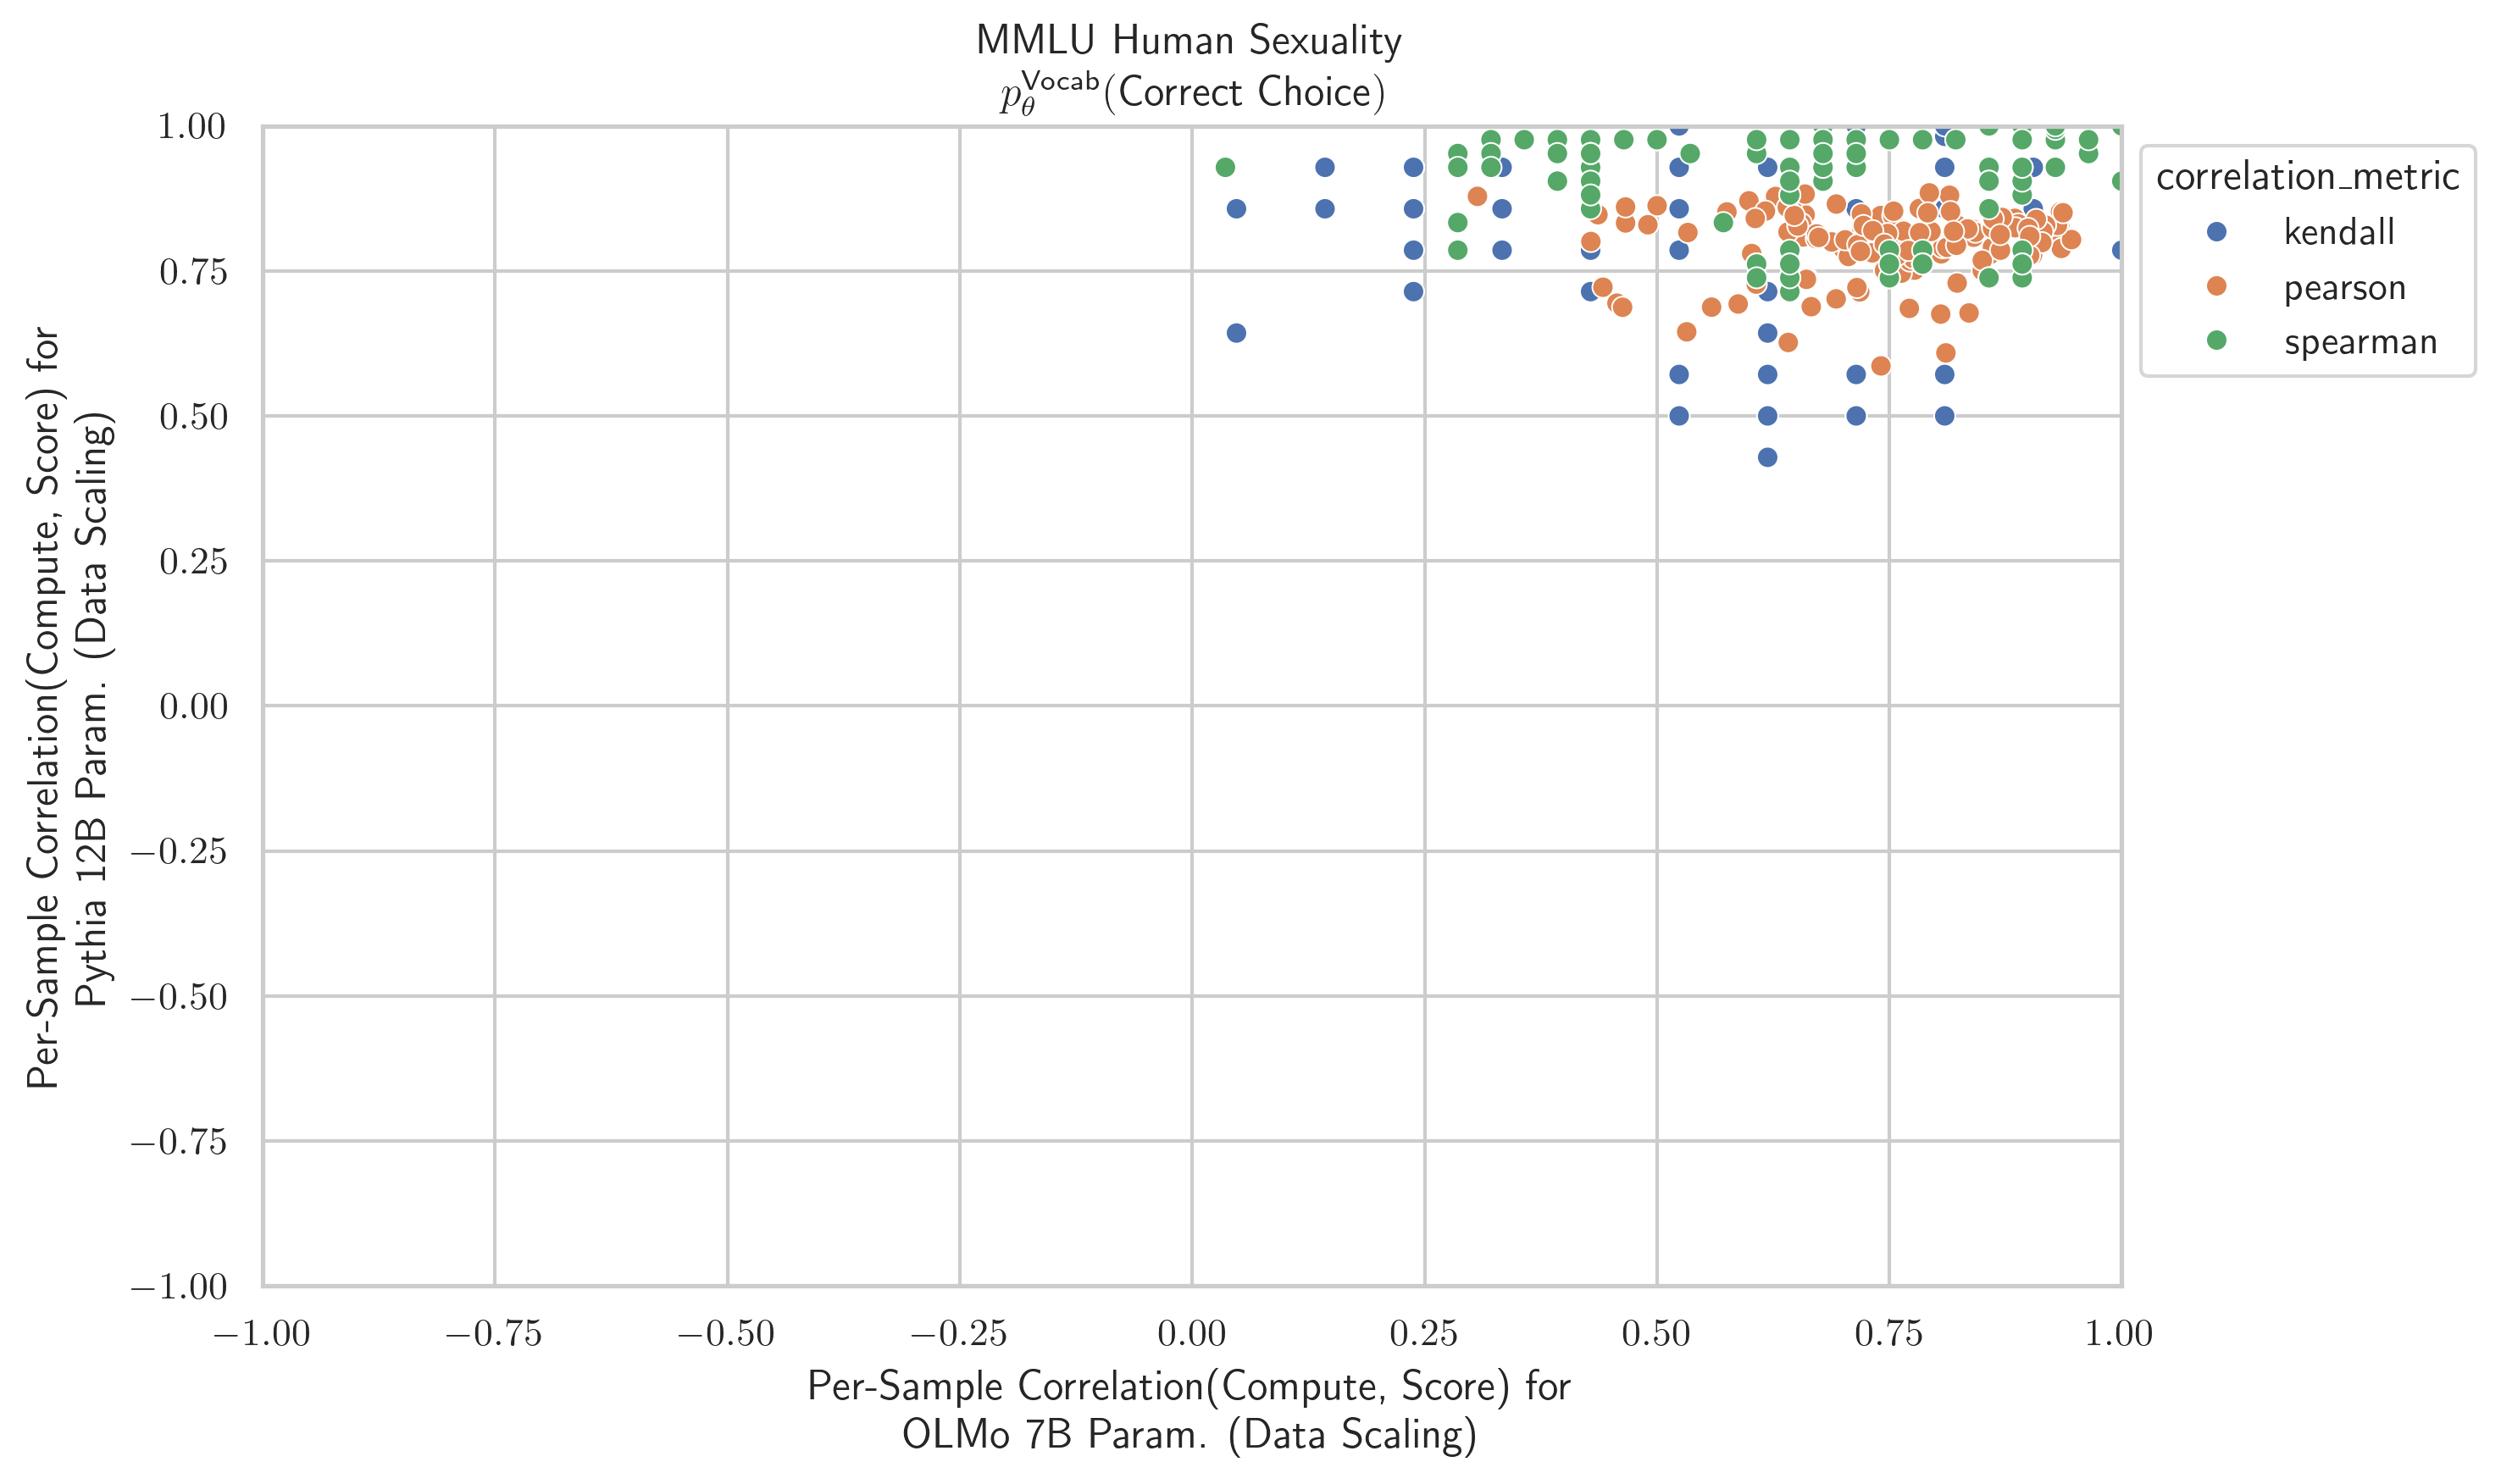 MMLU Human Sexuality
p_θ^Vocab(Correct Choice)
Per-Sample Correlation(Compute, Score) for
Pythia 12B Param. (Data Scaling)
1.00
0.75
0.50
0.25
0.00
−0.25
−0.50
−0.75
−1.00
correlation_metric
kendall
pearson
spearman
−1.00
−0.75
−0.50
−0.25
0.00
0.25
0.50
0.75
1.00
Per-Sample Correlation(Compute, Score) for
OLMo 7B Param. (Data Scaling)